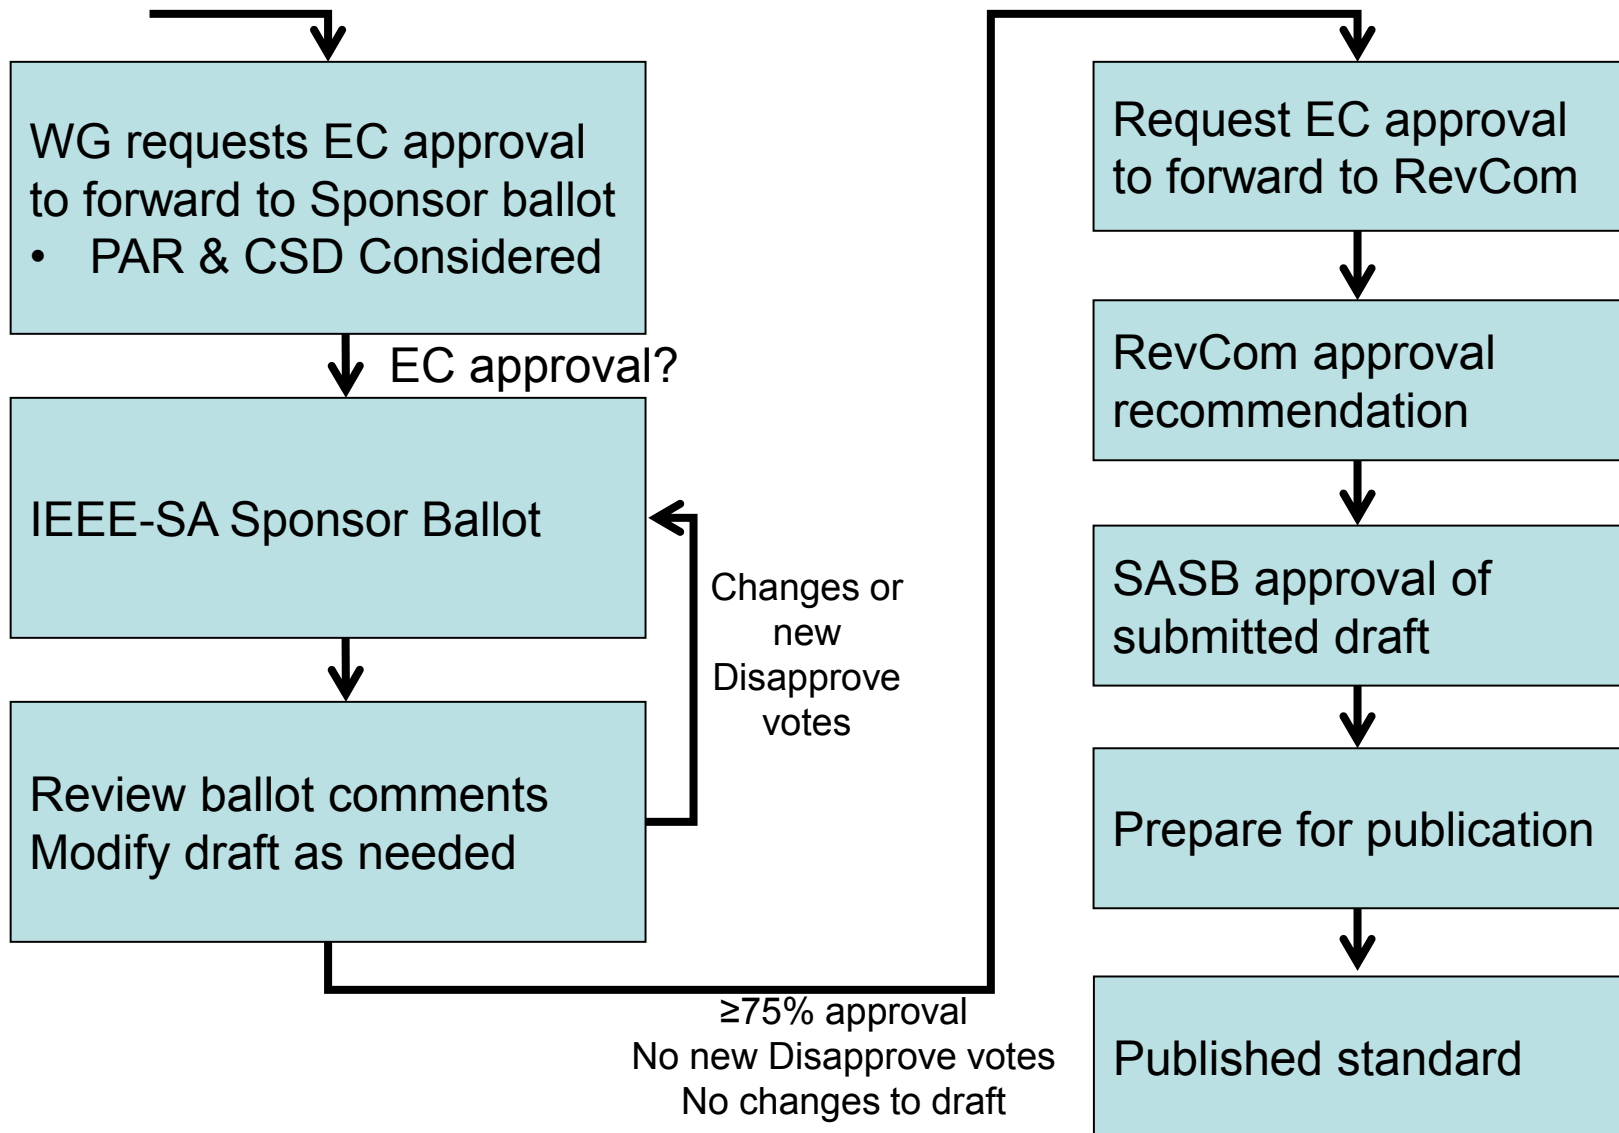 WG requests EC approval
to forward to Sponsor ballot
• PAR & CSD Considered
EC approval?
IEEE-SA Sponsor Ballot
Changes or
new
Disapprove
votes
Review ballot comments
Modify draft as needed
≥75% approval
No new Disapprove votes
No changes to draft
Request EC approval
to forward to RevCom
RevCom approval
recommendation
SASB approval of
submitted draft
Prepare for publication
Published standard